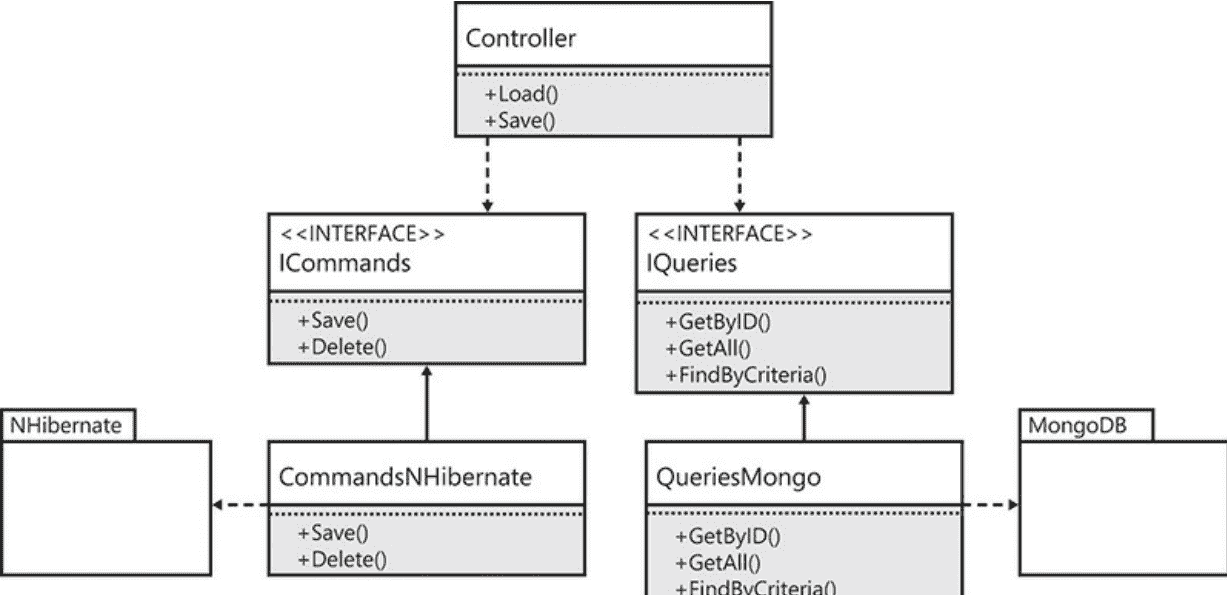 Controller
+Load()
+Save()
<<INTERFACE>>
ICommands
+Save()
+Delete()
<<INTERFACE>>
IQueries
+GetByID()
+GetAll()
+FindByCriteria()
NHibernate
CommandsNHibernate
+Save()
+Delete()
QueriesMongo
+GetByID()
+GetAll()
+FindByCriteria()
MongoDB